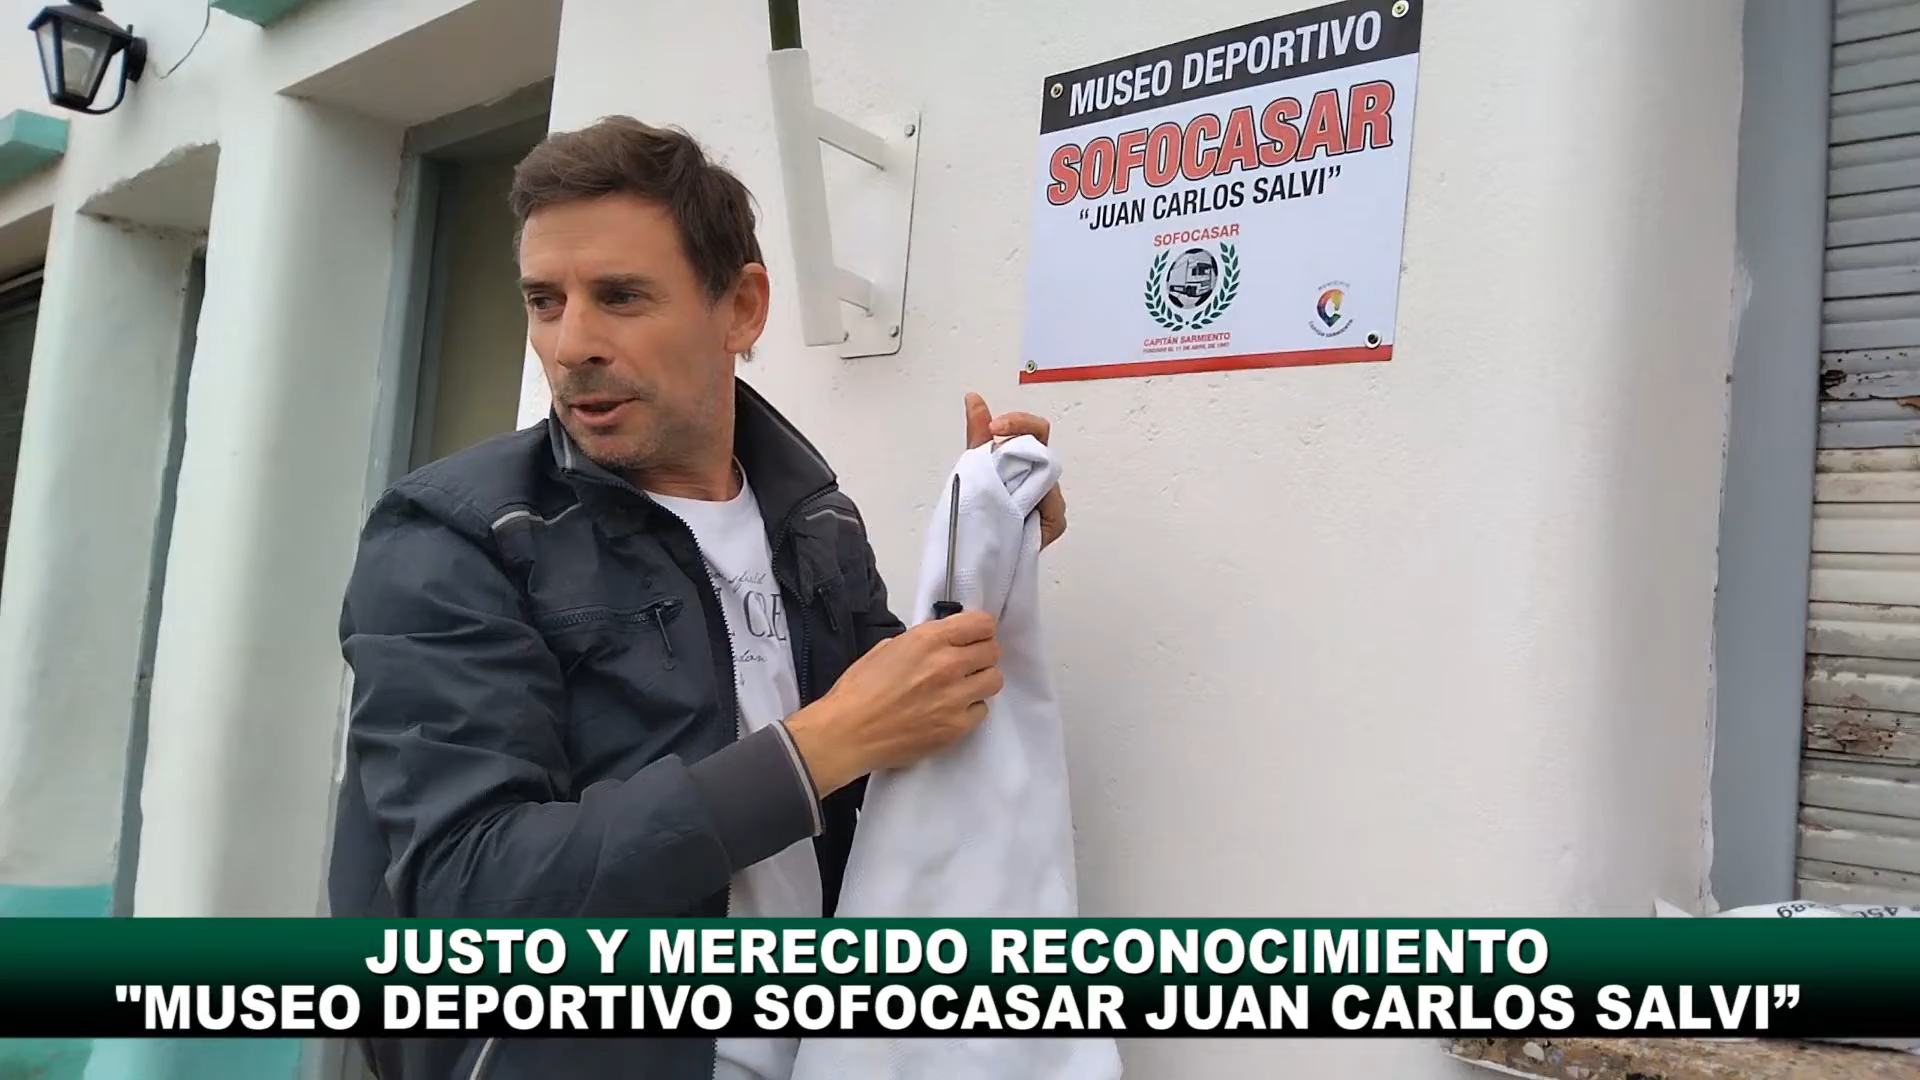 MUSEO DEPORTIVO
SOFOCASAR
“JUAN CARLOS SALVI”
SOFOCASAR
CAPITÁN SARMIENTO
JUSTO Y MERECIDO RECONOCIMIENTO
"MUSEO DEPORTIVO SOFOCASAR JUAN CARLOS SALVI”